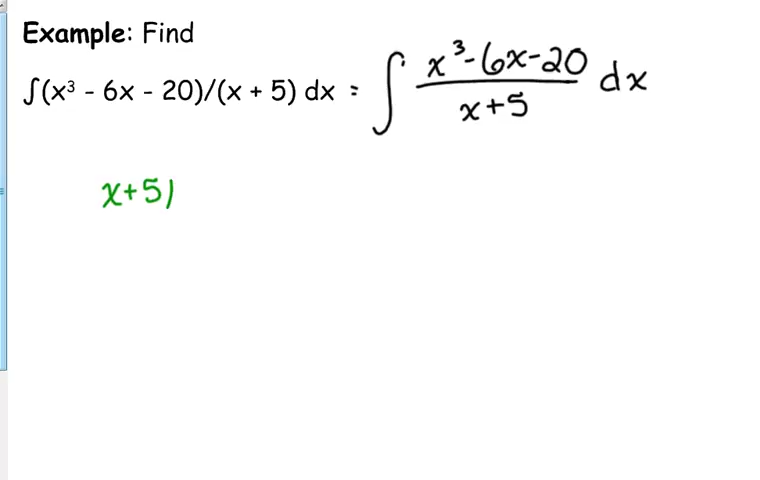 Example: Find
∫(x³ - 6x - 20)/(x + 5) dx = ∫ x³-6x-20 / x+5 dx
x+5)